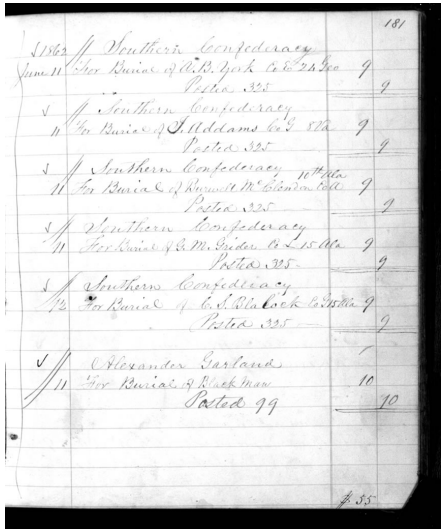 181
1862 // Southern Confederacy
June 11 For Burial of A. B. York Co E 24 Geo 9
Posted 325 9
// Southern Confederacy
11 For Burial of J. Addams Co G 8 Va 9
Posted 325 9
// Southern Confederacy
11 For Burial of Burwell McClendon Co A 10th Ala 9
Posted 325 9
// Southern Confederacy
11 For Burial of G. M. Grider Co L 15 Ala 9
Posted 325 9
// Southern Confederacy
12 For Burial of C. S. Blalock Co G 15 Ala 9
Posted 325 9
// Alexander Garland
11 For Burial of Black Man 10
Posted 99 10
$ 55